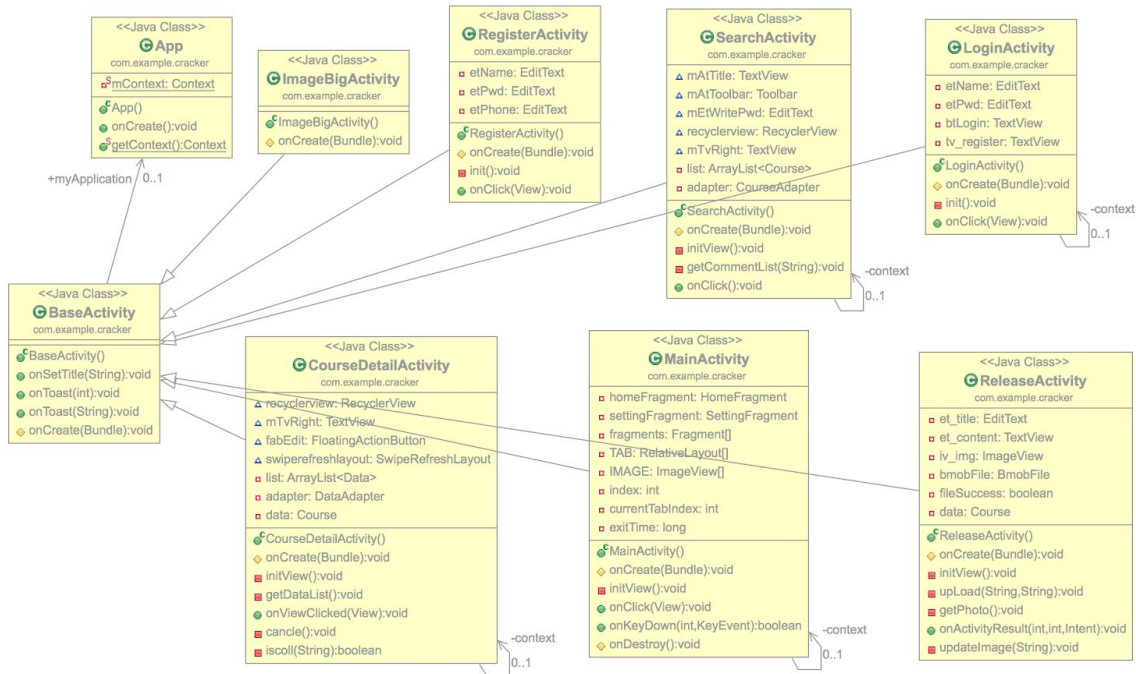 <<Java Class>>
App
com.example.cracker
mContext: Context
App()
onCreate():void
getContext():Context
+myApplication
0..1
<<Java Class>>
ImageBigActivity
com.example.cracker
ImageBigActivity()
onCreate(Bundle):void
<<Java Class>>
RegisterActivity
com.example.cracker
etName: EditText
etPwd: EditText
etPhone: EditText
RegisterActivity()
onCreate(Bundle):void
init():void
onClick(View):void
<<Java Class>>
SearchActivity
com.example.cracker
mAtTitle: TextView
mAtToolbar: Toolbar
mEtWritePwd: EditText
recyclerview: RecyclerView
mTvRight: TextView
list: ArrayList<Course>
adapter: CourseAdapter
SearchActivity()
onCreate(Bundle):void
initView():void
getCommentList(String):void
onClick():void
-context
0..1
<<Java Class>>
LoginActivity
com.example.cracker
etName: EditText
etPwd: EditText
btLogin: TextView
tv_register: TextView
LoginActivity()
onCreate(Bundle):void
init():void
onClick(View):void
-context
0..1
<<Java Class>>
BaseActivity
com.example.cracker
BaseActivity()
onSetTitle(String):void
onToast(int):void
onToast(String):void
onCreate(Bundle):void
<<Java Class>>
CourseDetailActivity
com.example.cracker
recyclerview: RecyclerView
mTvRight: TextView
fabEdit: FloatingActionButton
swiperefreshlayout: SwipeRefreshLayout
list: ArrayList<Data>
adapter: DataAdapter
data: Course
CourseDetailActivity()
onCreate(Bundle):void
initView():void
getDataList():void
onViewClicked(View):void
cancle():void
iscoll(String):boolean
-context
0..1
<<Java Class>>
MainActivity
com.example.cracker
homeFragment: HomeFragment
settingFragment: SettingFragment
fragments: Fragment[]
TAB: RelativeLayout[]
IMAGE: ImageView[]
index: int
currentTabIndex: int
exitTime: long
MainActivity()
onCreate(Bundle):void
initView():void
onClick(View):void
onKeyDown(int,KeyEvent):boolean
onDestroy():void
-context
0..1
<<Java Class>>
ReleaseActivity
com.example.cracker
et_title: EditText
et_content: TextView
iv_img: ImageView
bmobFile: BmobFile
fileSuccess: boolean
data: Course
ReleaseActivity()
onCreate(Bundle):void
initView():void
upLoad(String,String):void
getPhoto():void
onActivityResult(int,int,Intent):void
updateImage(String):void